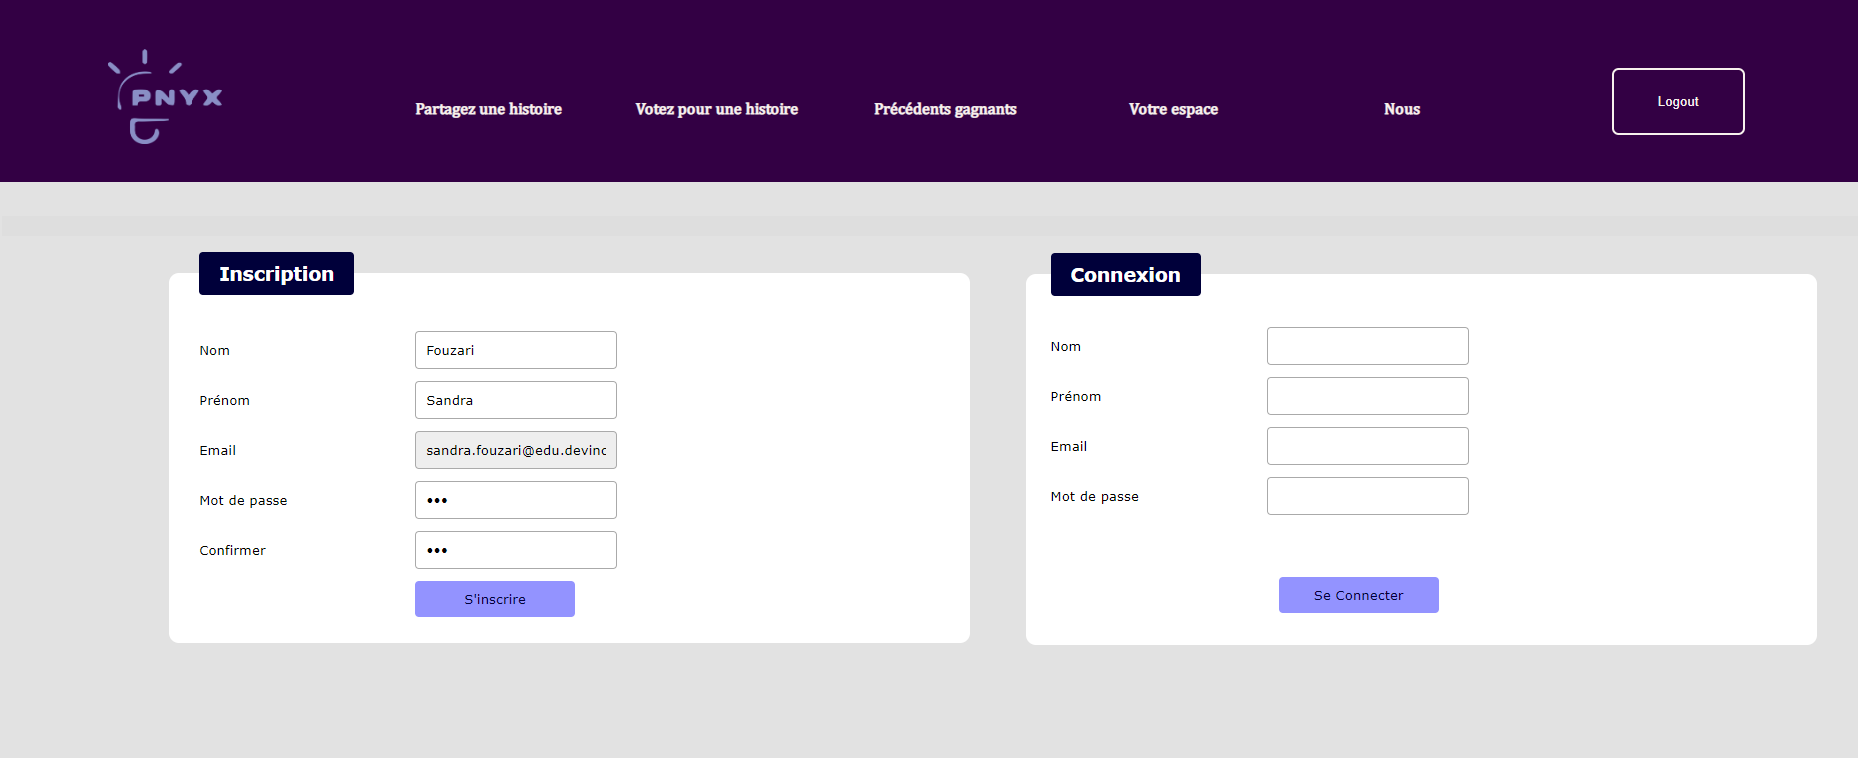 PNYX
Partagez une histoire
Votez pour une histoire
Précédents gagnants
Votre espace
Nous
Logout
Inscription
Nom
Fouzari
Prénom
Sandra
Email
sandra.fouzari@edu.devinc
Mot de passe
•••
Confirmer
•••
S'inscrire
Connexion
Nom
Prénom
Email
Mot de passe
Se Connecter